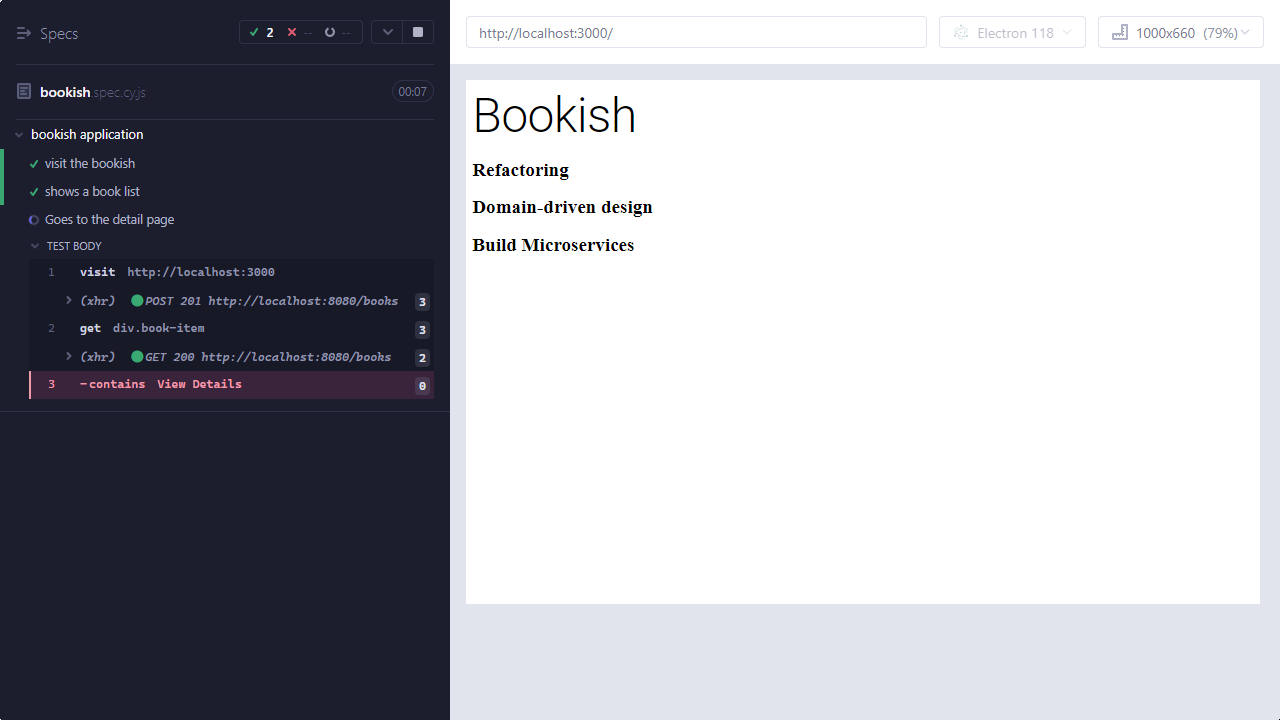 Specs
2
--
--
bookish.spec.cy.js
00:07
bookish application
visit the bookish
shows a book list
Goes to the detail page
TEST BODY
1 visit http://localhost:3000
(xhr) POST 201 http://localhost:8080/books 3
2 get div.book-item 3
(xhr) GET 200 http://localhost:8080/books 2
3 -contains View Details 0
http://localhost:3000/
Electron 118
1000x660 (79%)
Bookish
Refactoring
Domain-driven design
Build Microservices